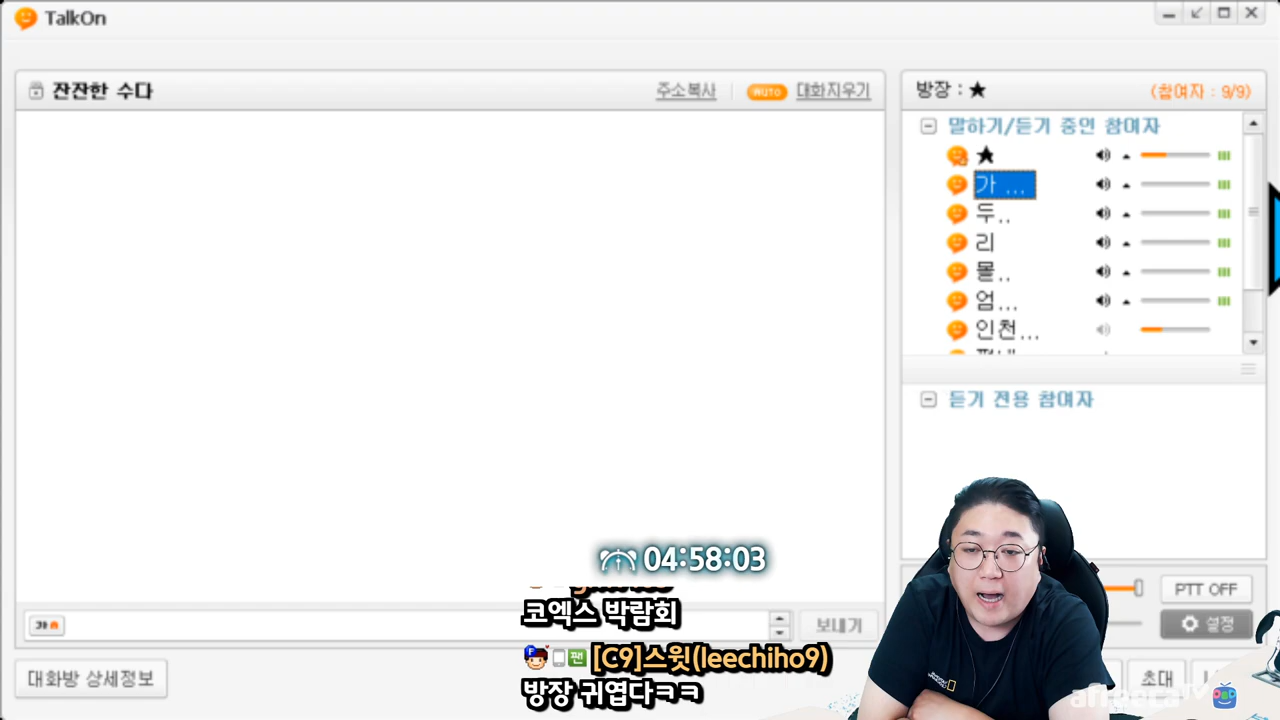 TalkOn
잔잔한 수다
주소복사
AUTO
대화지우기
방장 : ★
(참여자 : 9/9)
말하기/듣기 중인 참여자
★
가 ...
두..
리
몰..
엄...
인천...
듣기 전용 참여자
04:58:03
코엑스 박람회
[C9]스윗(leechiho9)
방장 귀엽다ㅋㅋ
가
보내기
PTT OFF
설정
대화방 상세정보
초대
afreecaTV